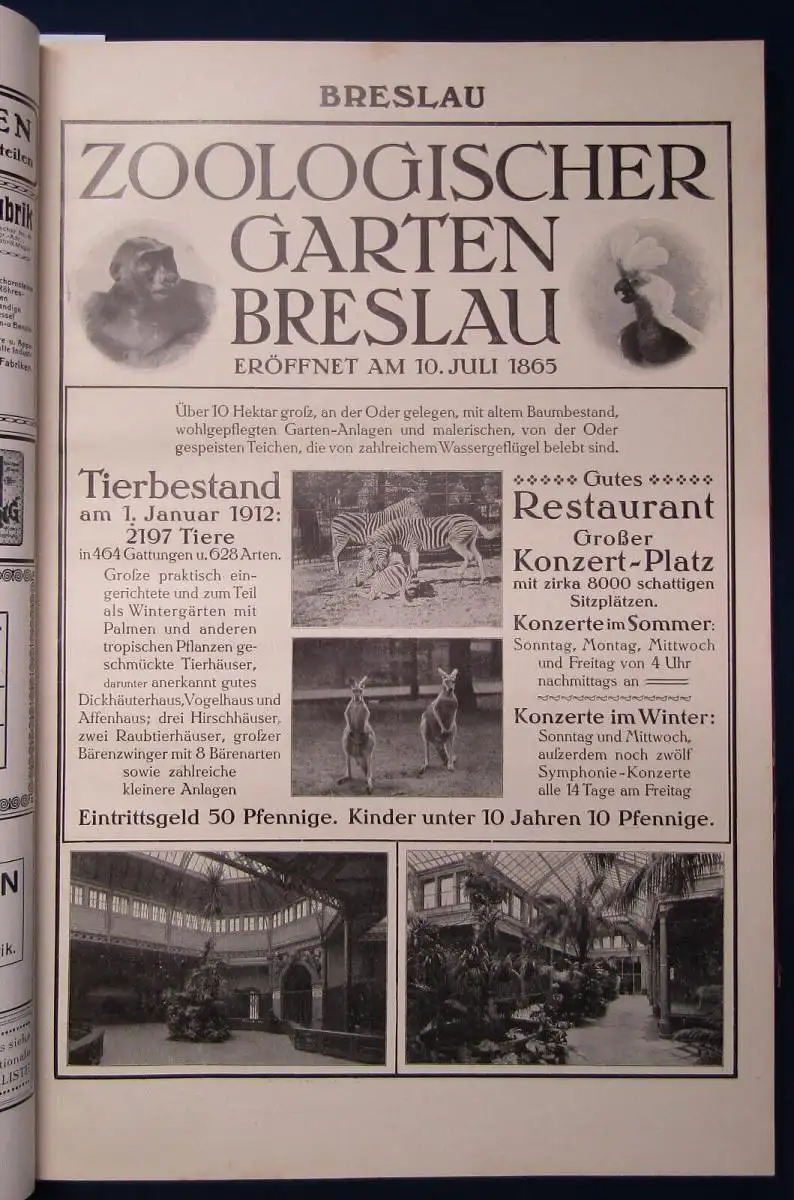 BRESLAU
ZOOLOGISCHER
GARTEN
BRESLAU
ERÖFFNET AM 10. JULI 1865
Über 10 Hektar groß, an der Oder gelegen, mit altem Baumbestand,
wohlgepflegten Garten-Anlagen und malerischen, von der Oder
gespeisten Teichen, die von zahlreichem Wassergeflügel belebt sind.
Tierbestand
am 1. Januar 1912:
2197 Tiere
in 464 Gattungen u. 628 Arten.
Große praktisch ein-
gerichtete und zum Teil
als Wintergärten mit
Palmen und anderen
tropischen Pflanzen ge-
schmückte Tierhäuser,
darunter anerkannt gutes
Dickhäuterhaus, Vogelhaus und
Affenhaus; drei Hirschhäuser,
zwei Raubtierhäuser, großer
Bärenzwinger mit 8 Bärenarten
sowie zahlreiche
kleinere Anlagen
Gutes
Restaurant
Großer
Konzert-Platz
mit zirka 8000 schattigen
Sitzplätzen.
Konzerte im Sommer:
Sonntag, Montag, Mittwoch
und Freitag von 4 Uhr
nachmittags an
Konzerte im Winter:
Sonntag und Mittwoch,
außerdem noch zwölf
Symphonie-Konzerte
alle 14 Tage am Freitag
Eintrittsgeld 50 Pfennige. Kinder unter 10 Jahren 10 Pfennige.
EN
teilen
abrik
Fabriken.
N
ik.
LISTE